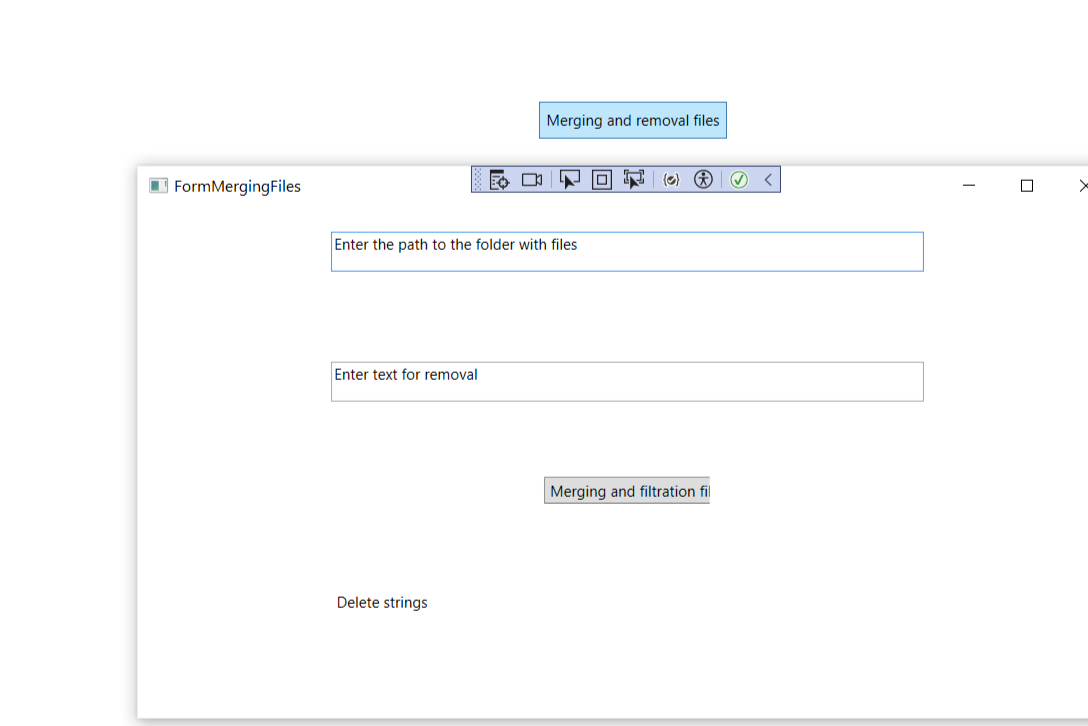 Merging and removal files
FormMergingFiles
Enter the path to the folder with files
Enter text for removal
Merging and filtration fil
Delete strings